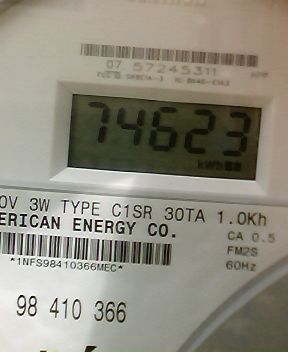 07 57245311
74623
kWh
0V 3W TYPE C1SR 30TA 1.0Kh
ERICAN ENERGY CO.
CA 0.5
FM2S
*1NFS98410366MEC*
60Hz
98 410 366